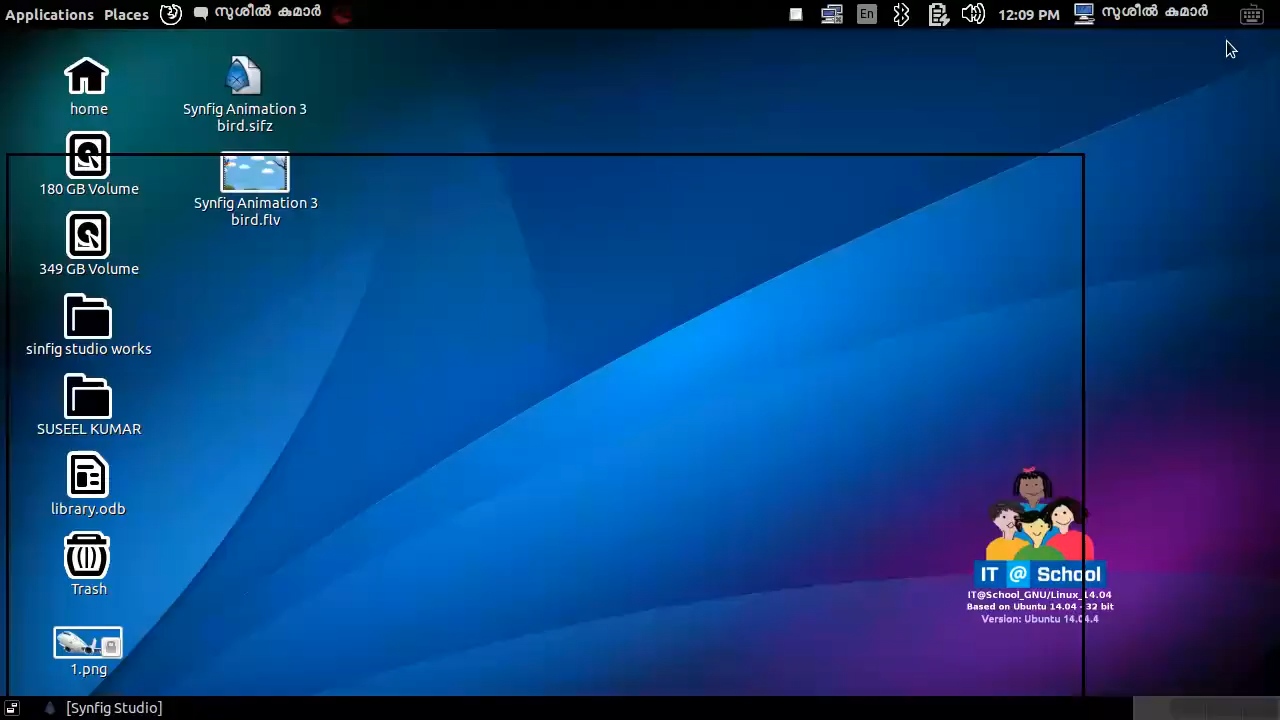 Applications Places സുശീൽ കുമാർ En 12:09 PM സുശീൽ കുമാർ
home
Synfig Animation 3
bird.sifz
180 GB Volume
Synfig Animation 3
bird.flv
349 GB Volume
sinfig studio works
SUSEEL KUMAR
library.odb
Trash
1.png
IT @ School
IT@School_GNU/Linux_14.04
Based on Ubuntu 14.04 - 32 bit
Version: Ubuntu 14.04.4
[Synfig Studio]